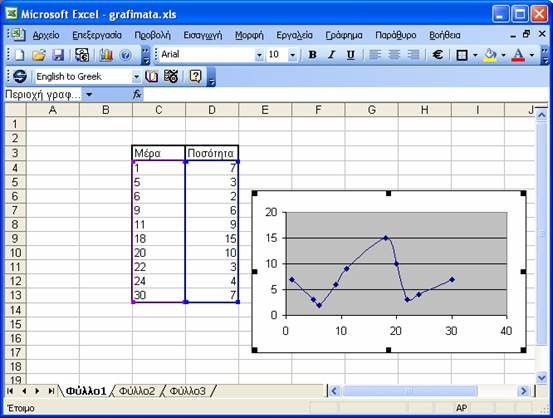 Microsoft Excel - grafimata.xls
Αρχείο Επεξεργασία Προβολή Εισαγωγή Μορφή Εργαλεία Γράφημα Παράθυρο Βοήθεια
Arial 10 B I U € A
English to Greek
Περιοχή γραφ... fx
A B C D E F G H I J
1
2
3 Μέρα Ποσότητα
4 1 7
5 5 3
6 6 2
7 9 6
8 11 9
9 18 15
10 20 10
11 22 3
12 24 4
13 30 7
14
15
16
17
18
19
20
15
10
5
0
0 10 20 30 40
Φύλλο1 Φύλλο2 Φύλλο3
Έτοιμο AP